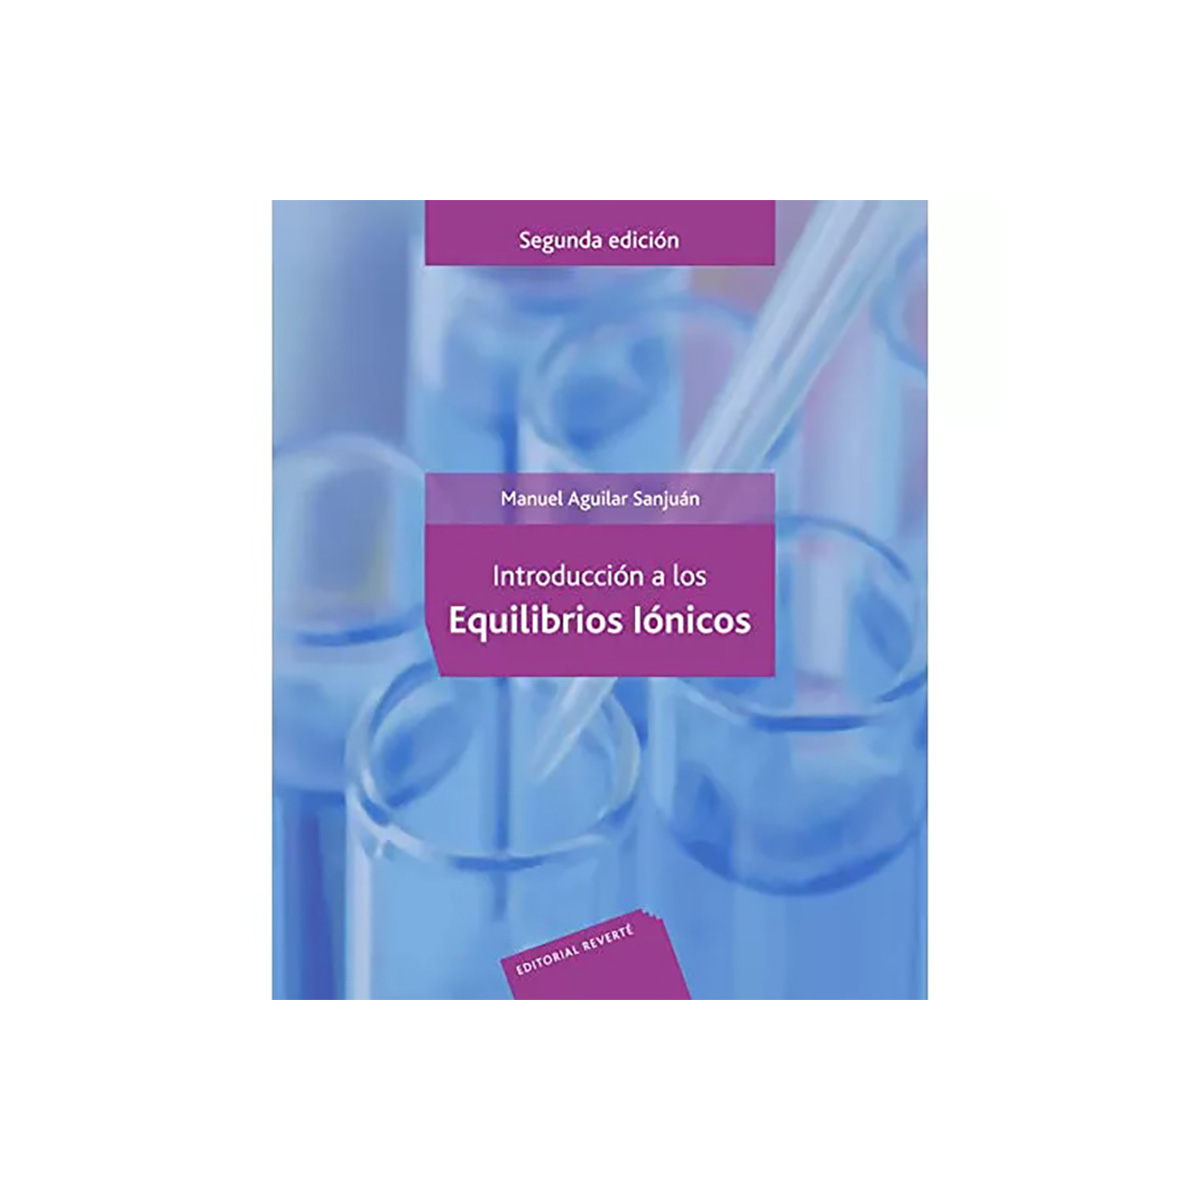 Segunda edición
Manuel Aguilar Sanjuán
Introducción a los
Equilibrios Iónicos
EDITORIAL REVERTÉ